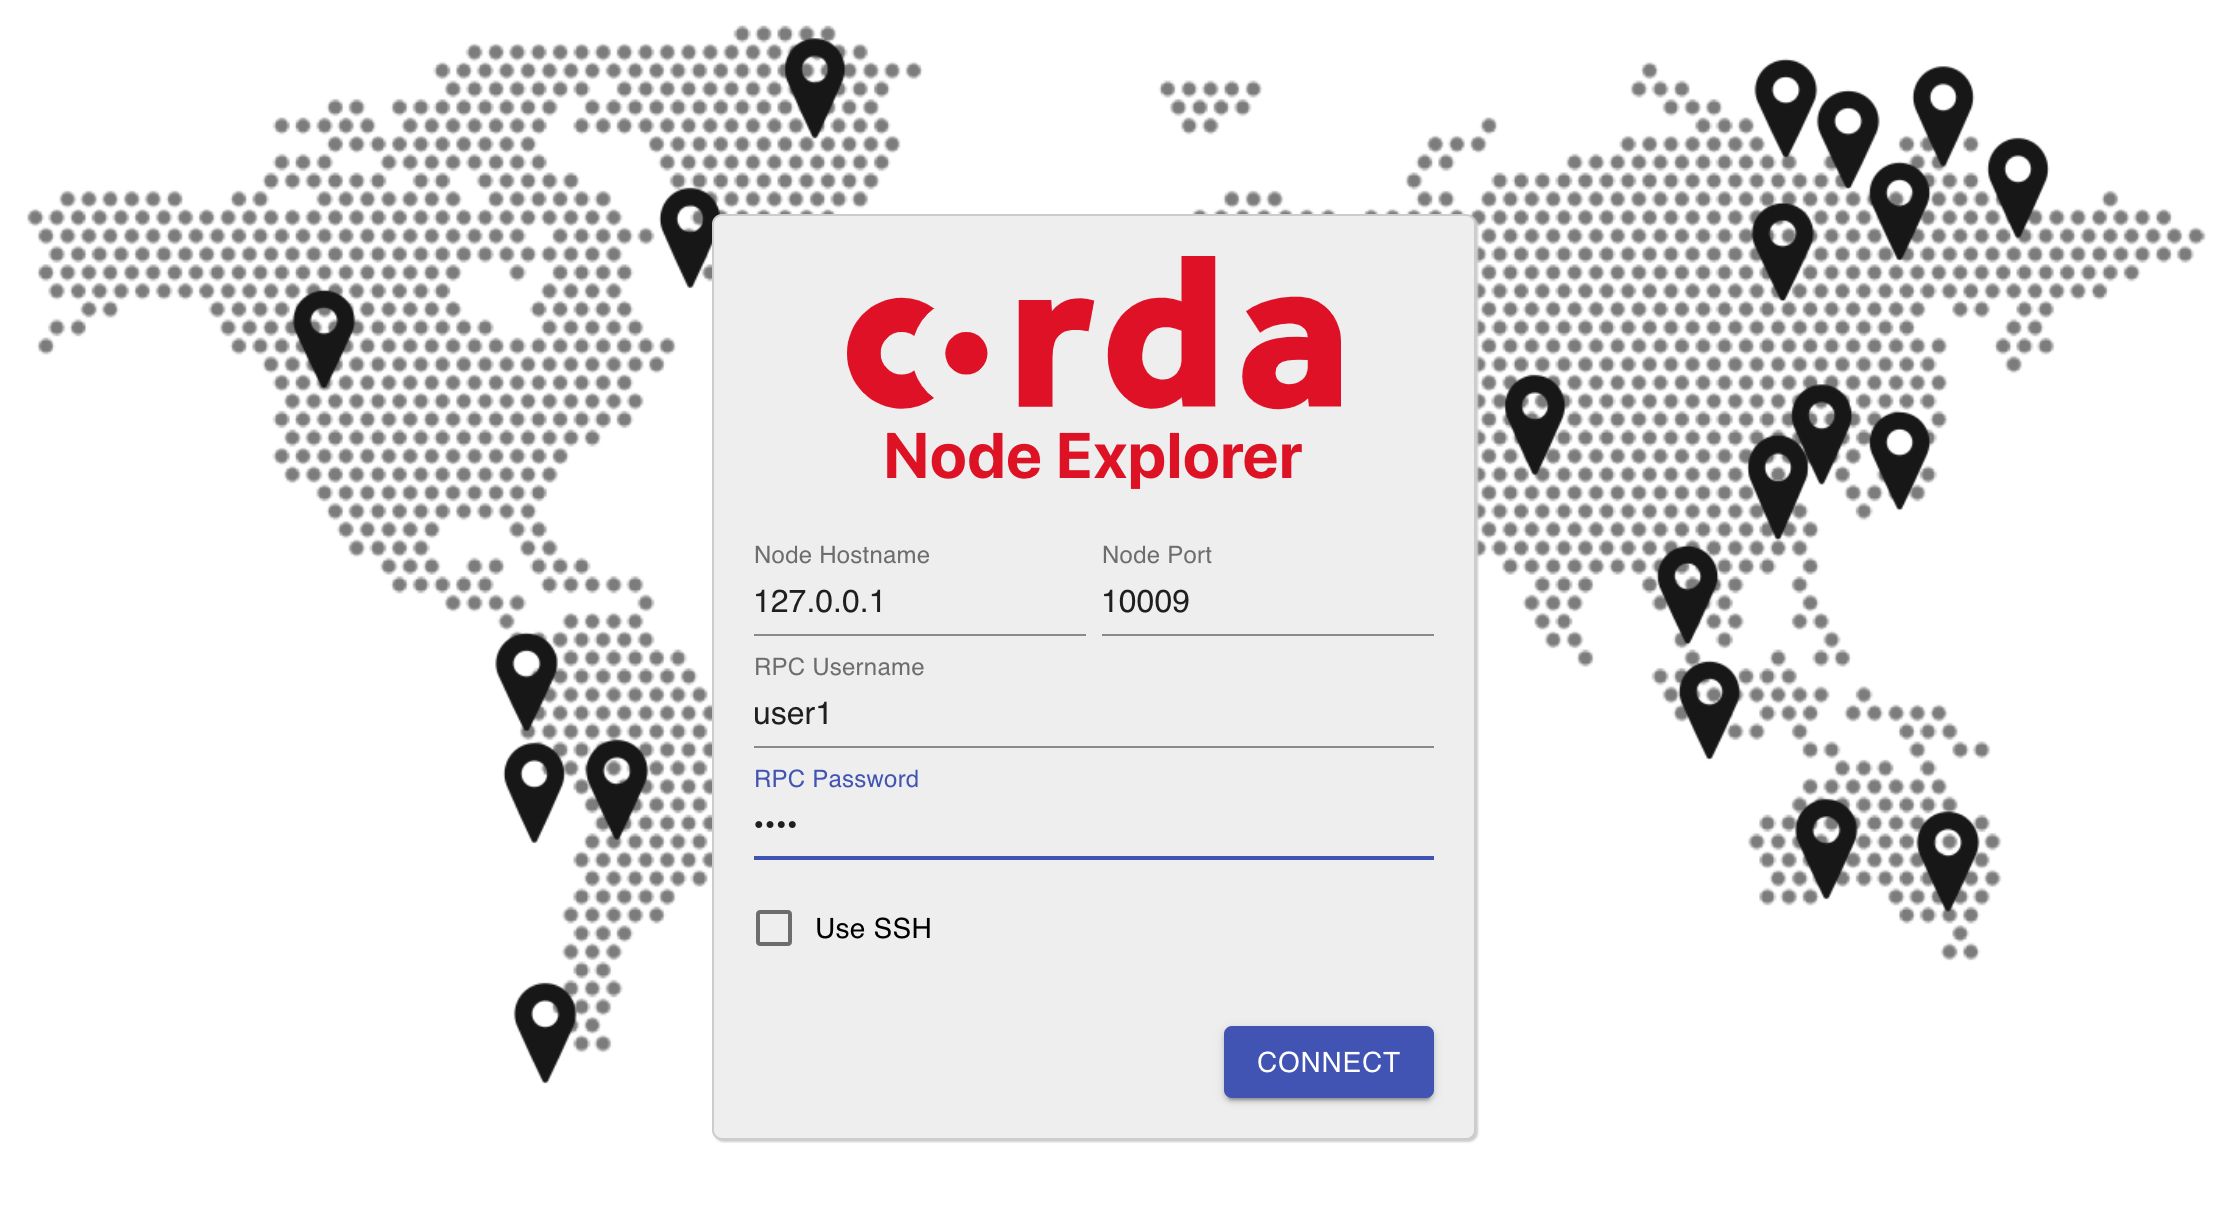 corda
Node Explorer
Node Hostname
Node Port
127.0.0.1
10009
RPC Username
user1
RPC Password
••••
Use SSH
CONNECT